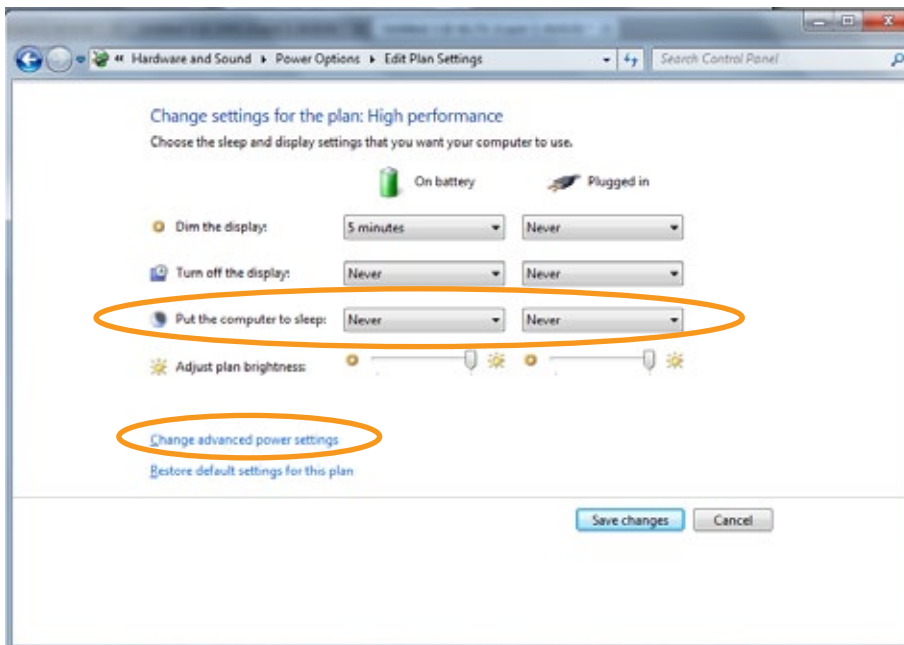 « Hardware and Sound ▸ Power Options ▸ Edit Plan Settings Search Control Panel
Change settings for the plan: High performance
Choose the sleep and display settings that you want your computer to use.
On battery Plugged in
Dim the display: 5 minutes Never
Turn off the display: Never Never
Put the computer to sleep: Never Never
Adjust plan brightness:
Change advanced power settings
Restore default settings for this plan
Save changes Cancel